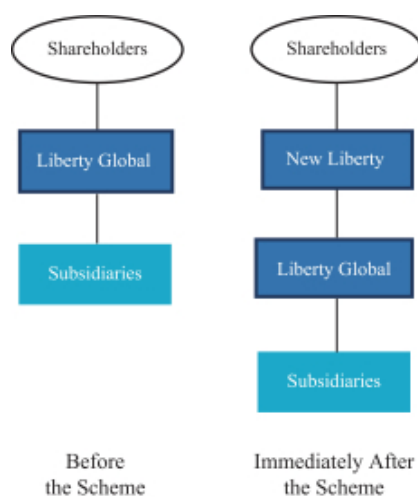 Shareholders
Liberty Global
Subsidiaries
Before
the Scheme
Shareholders
New Liberty
Liberty Global
Subsidiaries
Immediately After
the Scheme